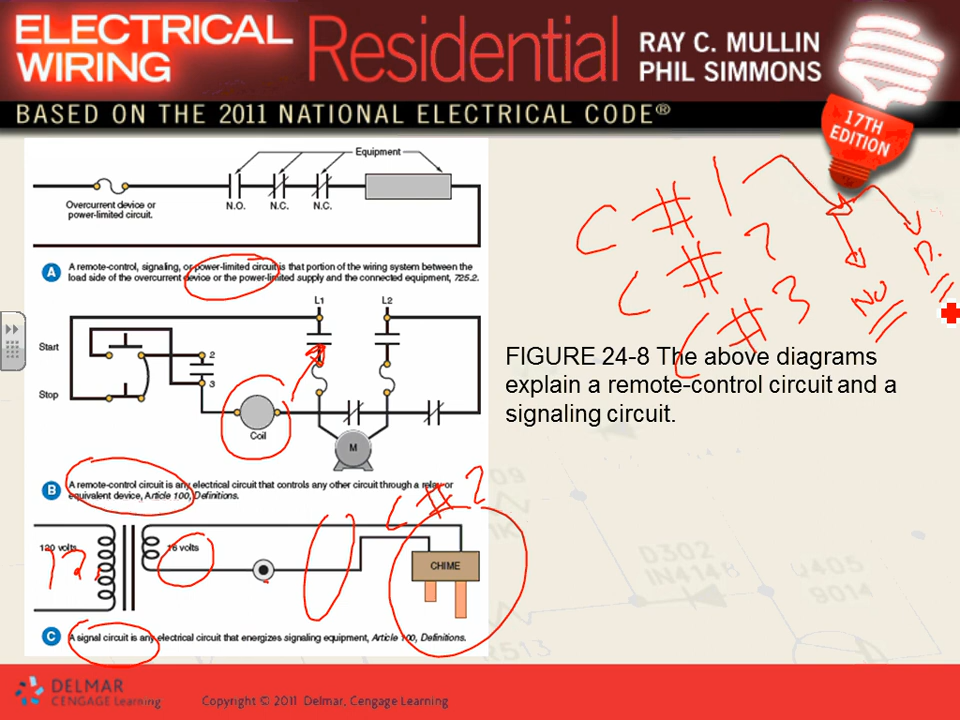 ELECTRICAL
WIRING
Residential
RAY C. MULLIN
PHIL SIMMONS
BASED ON THE 2011 NATIONAL ELECTRICAL CODE®
17TH
EDITION
Equipment
Overcurrent device or
power-limited circuit.
N.O.
N.C.
N.C.
A A remote-control, signaling, or power-limited circuit is that portion of the wiring system between the
load side of the overcurrent device or the power-limited supply and the connected equipment, 725.2.
C #1
C #2
C #3
No
P.
L1
L2
Start
2
3
Stop
Coil
M
B A remote-control circuit is any electrical circuit that controls any other circuit through a relay or
equivalent device, Article 100, Definitions.
C #2
120 volts
16 volts
CHIME
C A signal circuit is any electrical circuit that energizes signaling equipment, Article 100, Definitions.
FIGURE 24-8 The above diagrams
explain a remote-control circuit and a
signaling circuit.
D302
IN414B
9014
R513
DELMAR
CENGAGE Learning
Copyright © 2011 Delmar, Cengage Learning